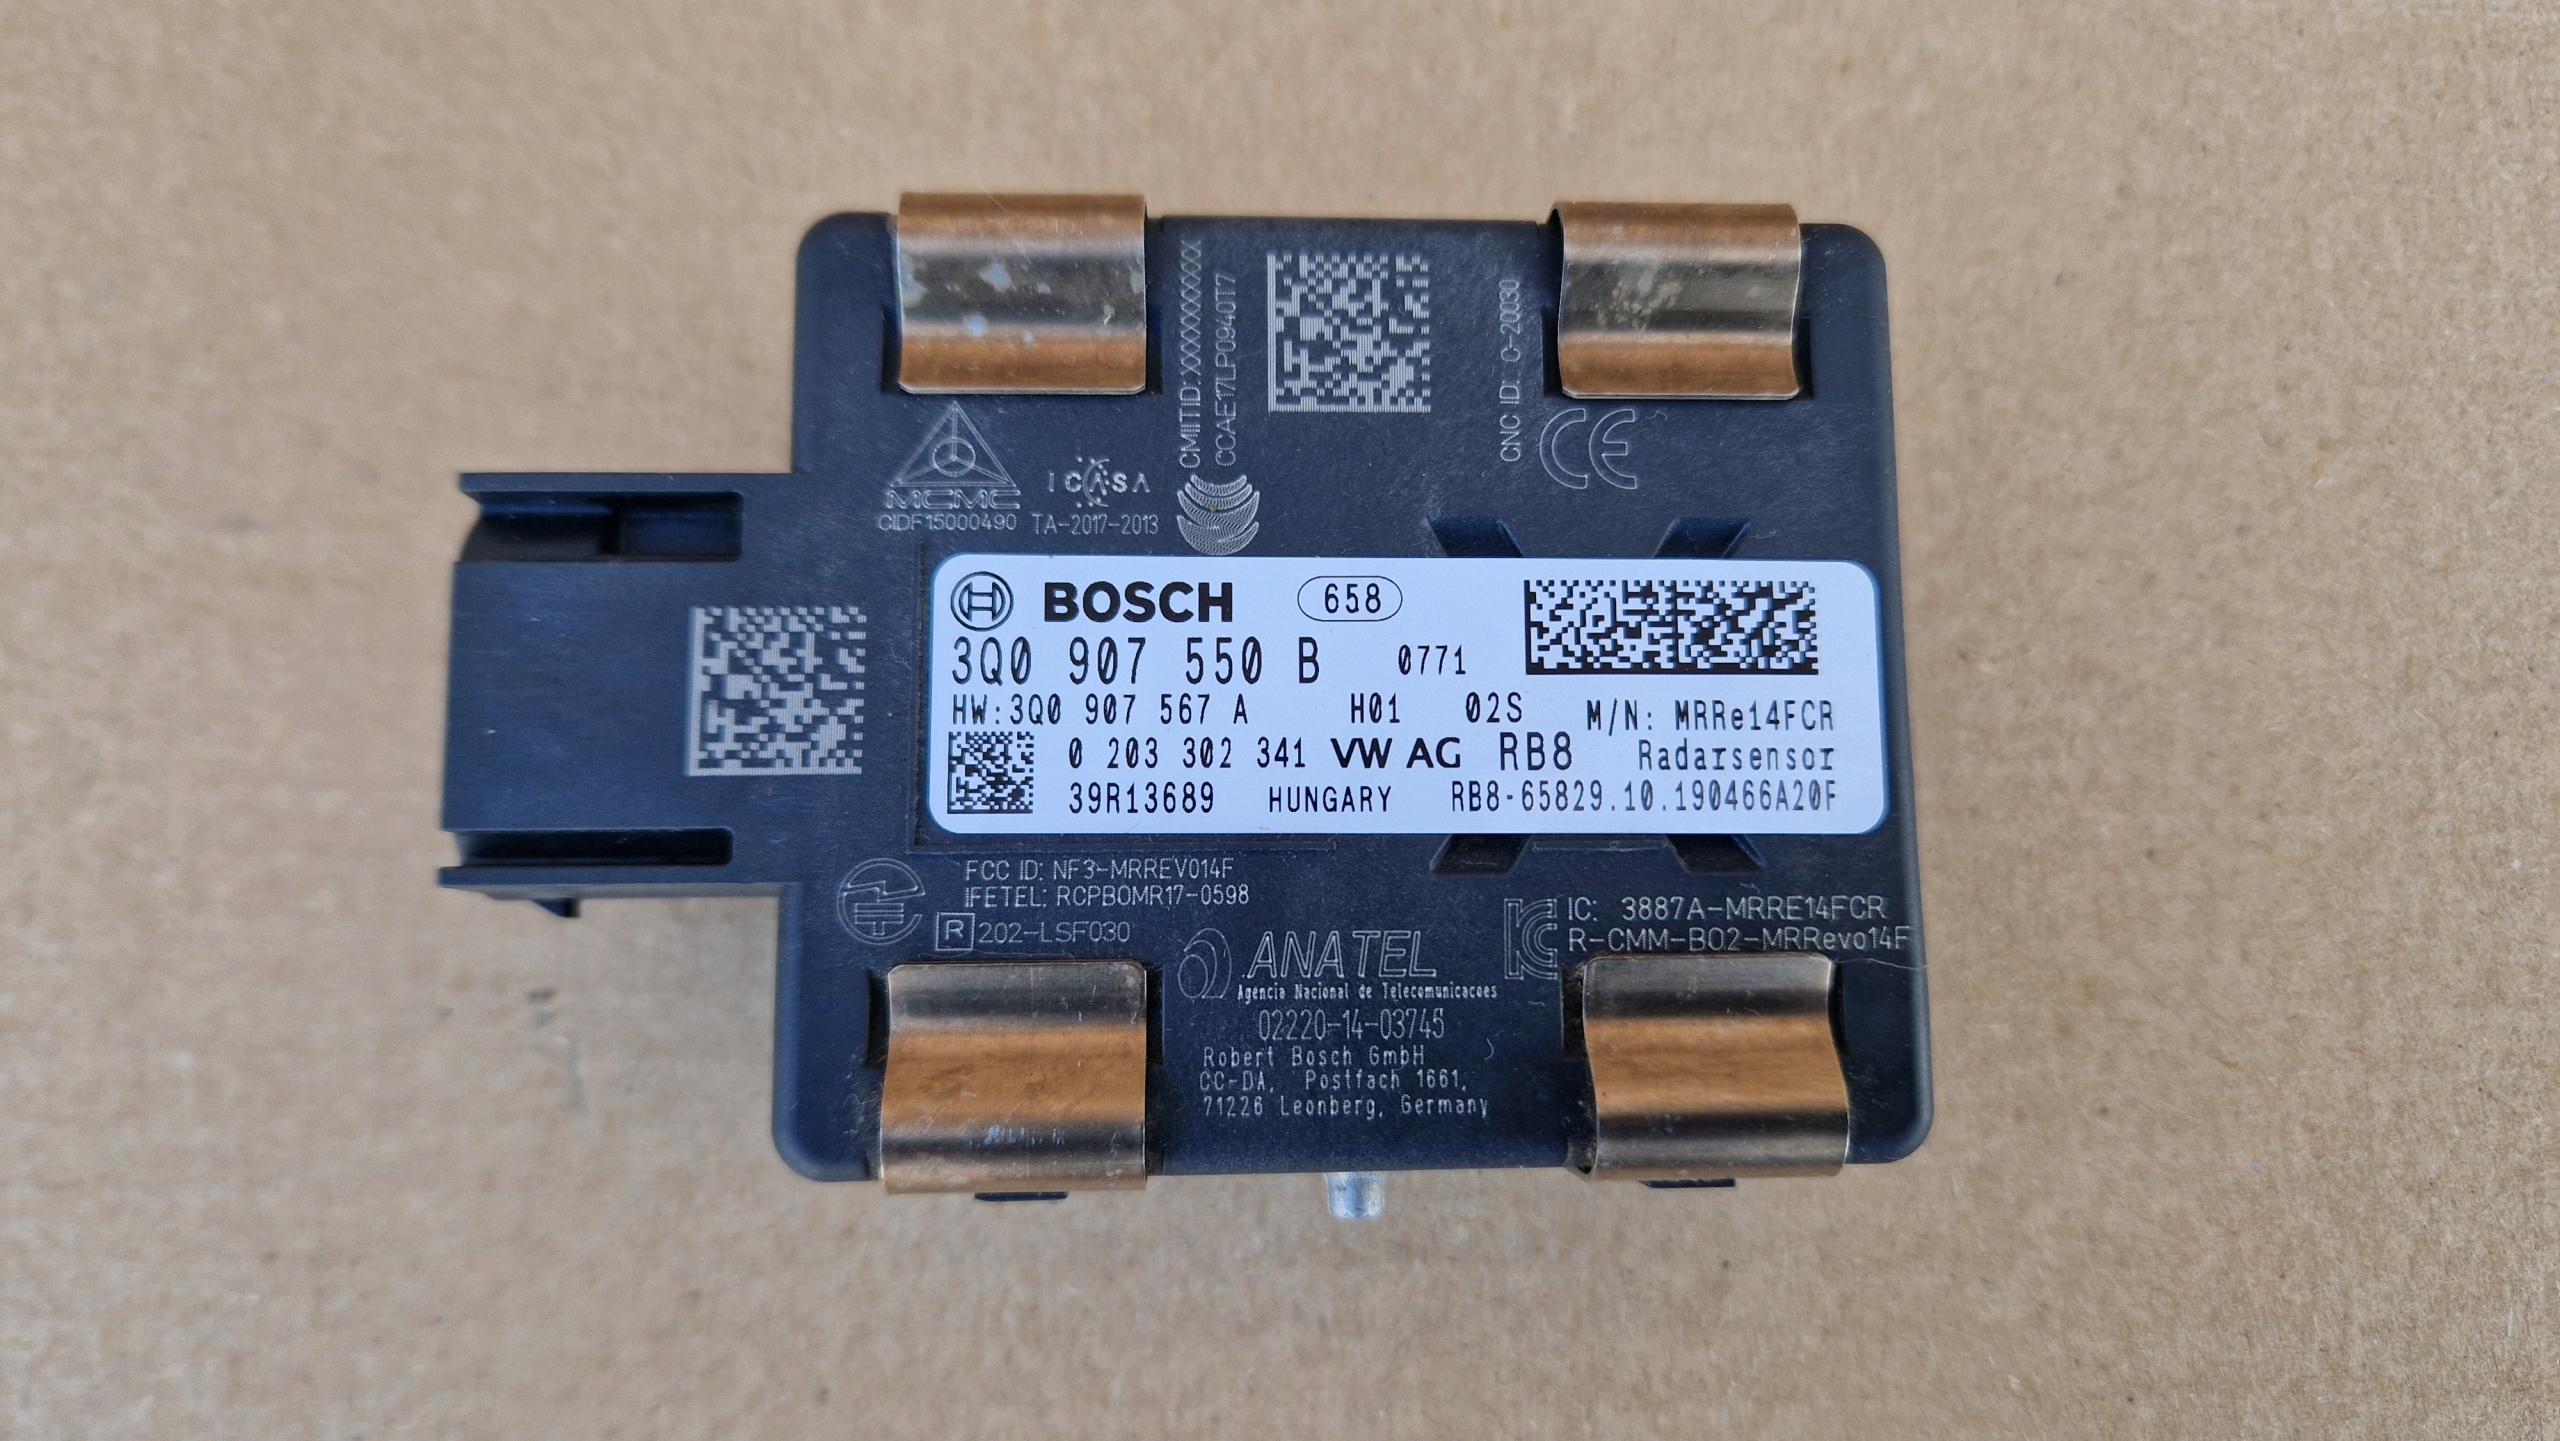 CMIITID:XXXXXXXXXX
CCAE17LP0940T7
CNC ID: C-20030
CE
MCMC
CIDF15000490
ICASA
TA-2017-2013
BOSCH 658
3Q0 907 550 B 0771
HW:3Q0 907 567 A H01 02S M/N: MRRe14FCR
0 203 302 341 VW AG RB8 Radarsensor
39R13689 HUNGARY RB8-65829.10.190466A20F
FCC ID: NF3-MRREVO14F
IFETEL: RCPBOMR17-0598
R 202-LSF030
IC: 3887A-MRRE14FCR
R-CMM-BO2-MRRevo14F
ANATEL
Agencia Nacional de Telecomunicacoes
02220-14-03745
Robert Bosch GmbH
CC-DA, Postfach 1661,
71226 Leonberg, Germany